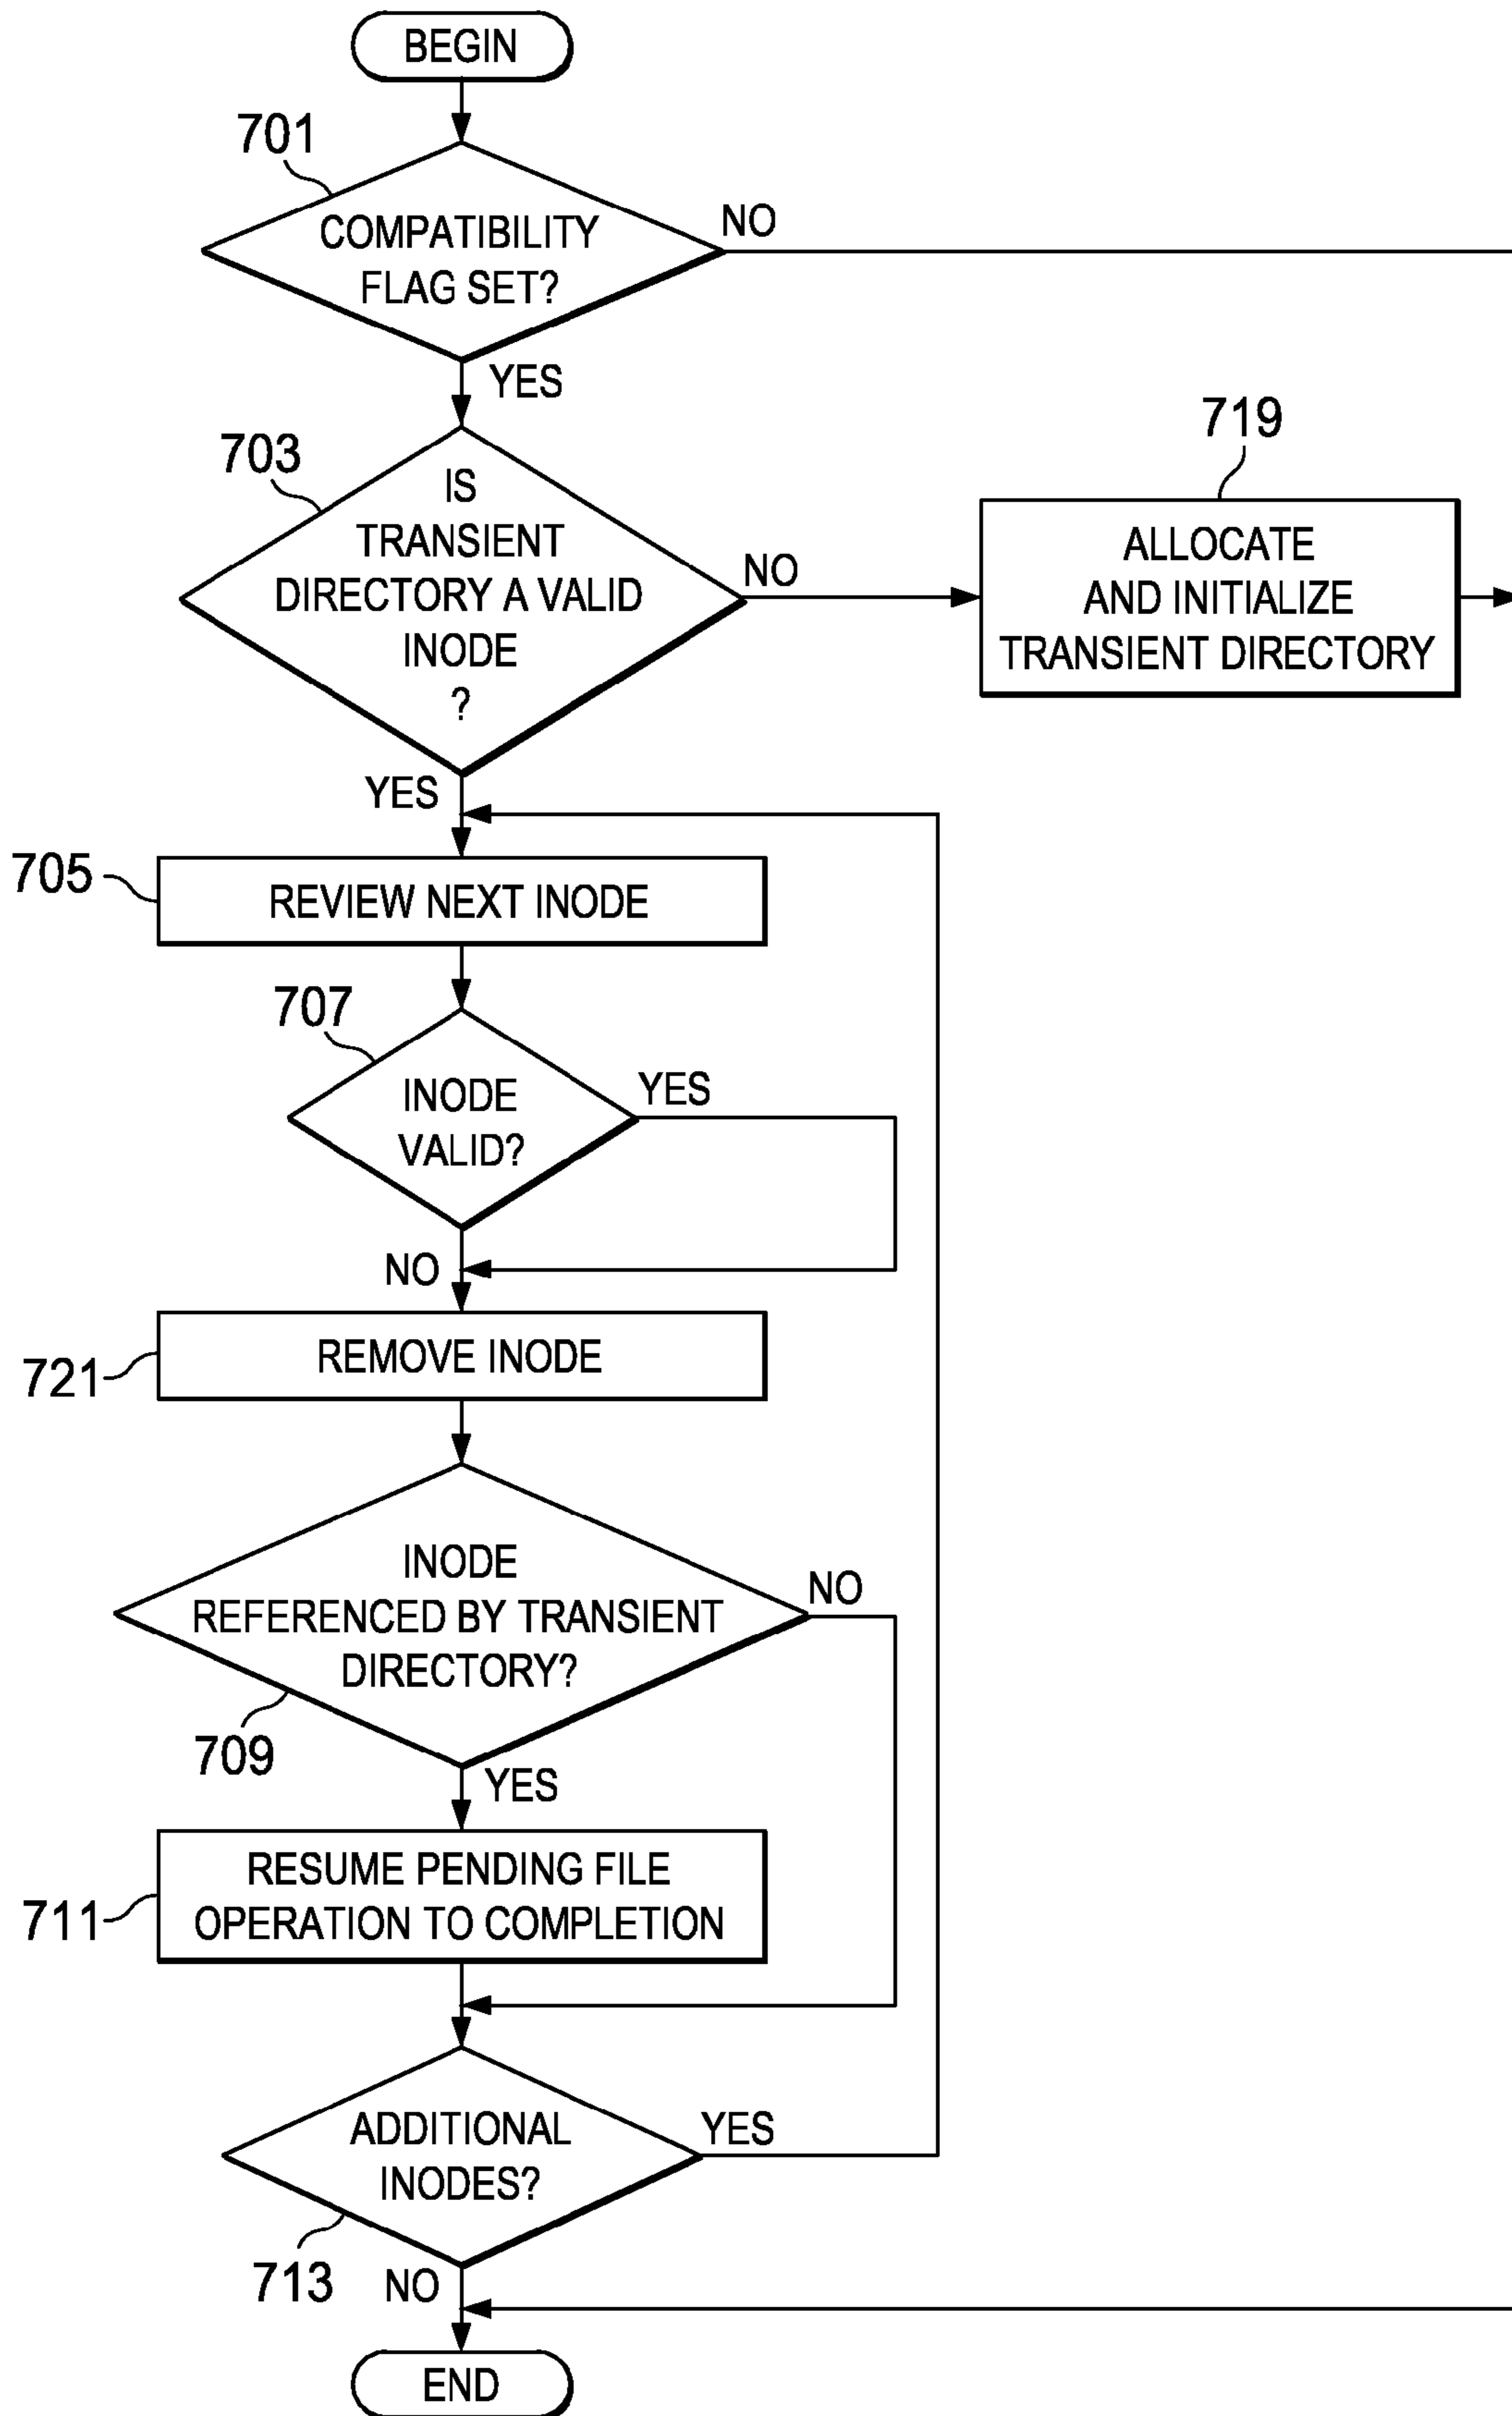 BEGIN
701
COMPATIBILITY
FLAG SET?
NO
YES
703
IS
TRANSIENT
DIRECTORY A VALID
INODE
?
NO
719
ALLOCATE
AND INITIALIZE
TRANSIENT DIRECTORY
YES
705
REVIEW NEXT INODE
707
INODE
VALID?
YES
NO
721
REMOVE INODE
INODE
REFERENCED BY TRANSIENT
DIRECTORY?
NO
709
YES
711
RESUME PENDING FILE
OPERATION TO COMPLETION
ADDITIONAL
INODES?
YES
713
NO
END